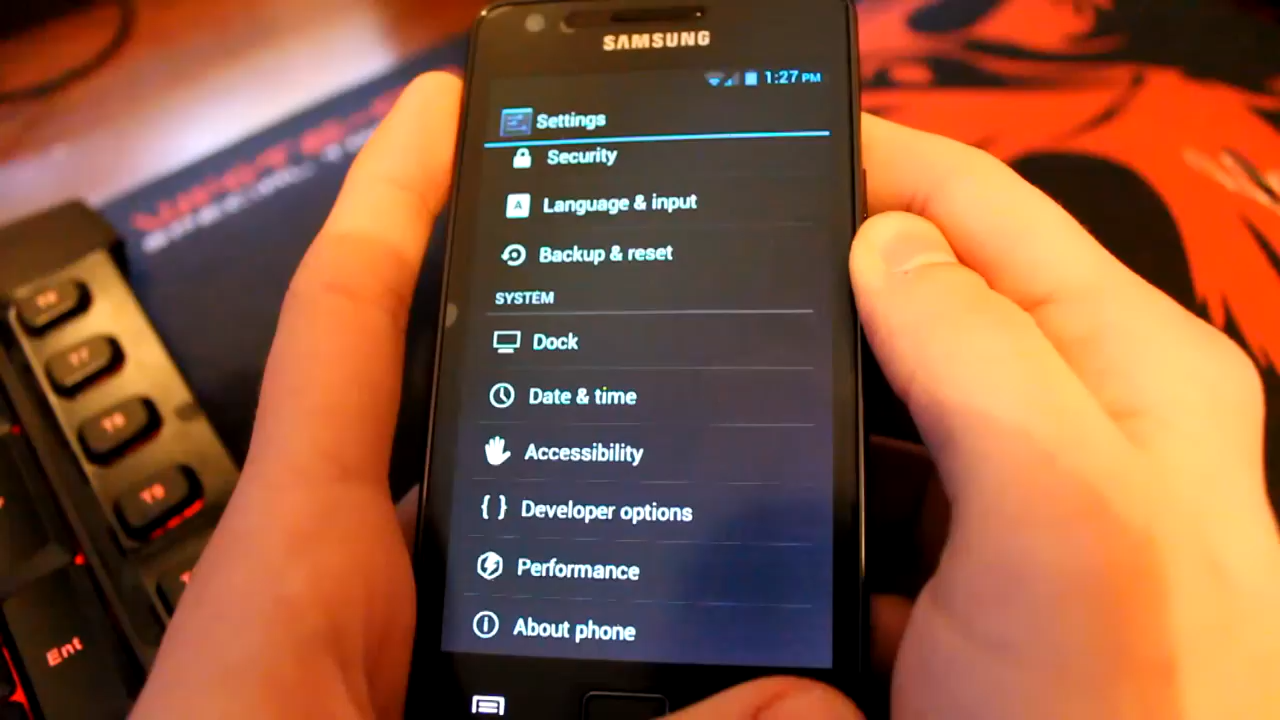 SAMSUNG
1:27 PM
Settings
Security
Language & input
Backup & reset
SYSTEM
Dock
Date & time
Accessibility
{ } Developer options
Performance
About phone
Ent